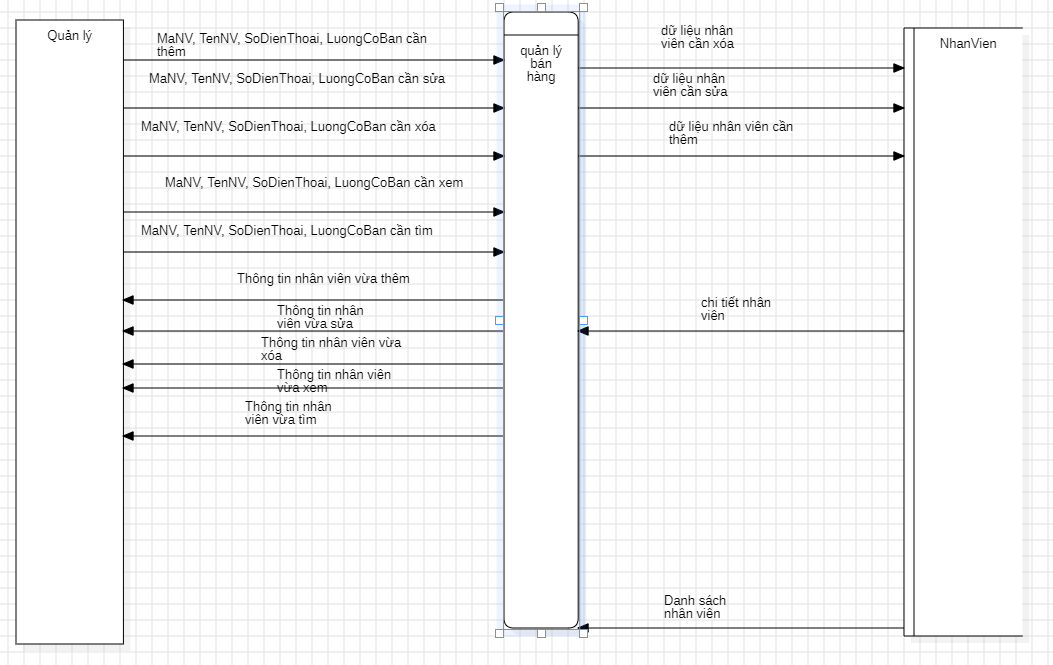 Quản lý
MaNV, TenNV, SoDienThoai, LuongCoBan cần
thêm
MaNV, TenNV, SoDienThoai, LuongCoBan cần sửa
MaNV, TenNV, SoDienThoai, LuongCoBan cần xóa
MaNV, TenNV, SoDienThoai, LuongCoBan cần xem
MaNV, TenNV, SoDienThoai, LuongCoBan cần tìm
Thông tin nhân viên vừa thêm
Thông tin nhân
viên vừa sửa
Thông tin nhân viên vừa
xóa
Thông tin nhân viên
vừa xem
Thông tin nhân
viên vừa tìm
quản lý
bán
hàng
dữ liệu nhân
viên cần xóa
dữ liệu nhân
viên cần sửa
dữ liệu nhân viên cần
thêm
chi tiết nhân
viên
Danh sách
nhân viên
NhanVien